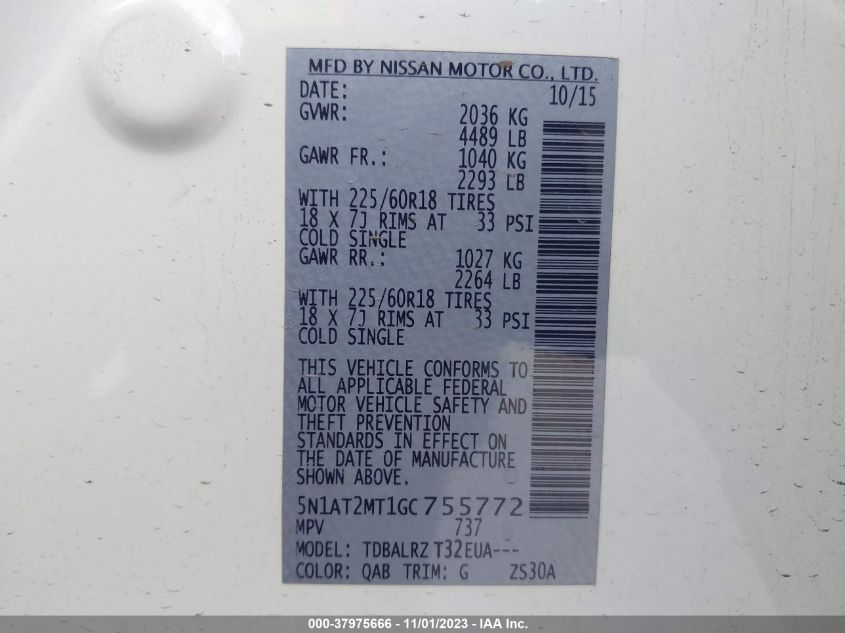 MFD BY NISSAN MOTOR CO., LTD.
DATE: 10/15
GVWR: 2036 KG
4489 LB
GAWR FR.: 1040 KG
2293 LB
WITH 225/60R18 TIRES
18 X 7J RIMS AT 33 PSI
COLD SINGLE
GAWR RR.: 1027 KG
2264 LB
WITH 225/60R18 TIRES
18 X 7J RIMS AT 33 PSI
COLD SINGLE
THIS VEHICLE CONFORMS TO
ALL APPLICABLE FEDERAL
MOTOR VEHICLE SAFETY AND
THEFT PREVENTION
STANDARDS IN EFFECT ON
THE DATE OF MANUFACTURE
SHOWN ABOVE.
5N1AT2MT1GC755772
MPV 737
MODEL: TDBALRZ T32EUA---
COLOR: QAB TRIM: G ZS30A
000-37975666 - 11/01/2023 - IAA Inc.